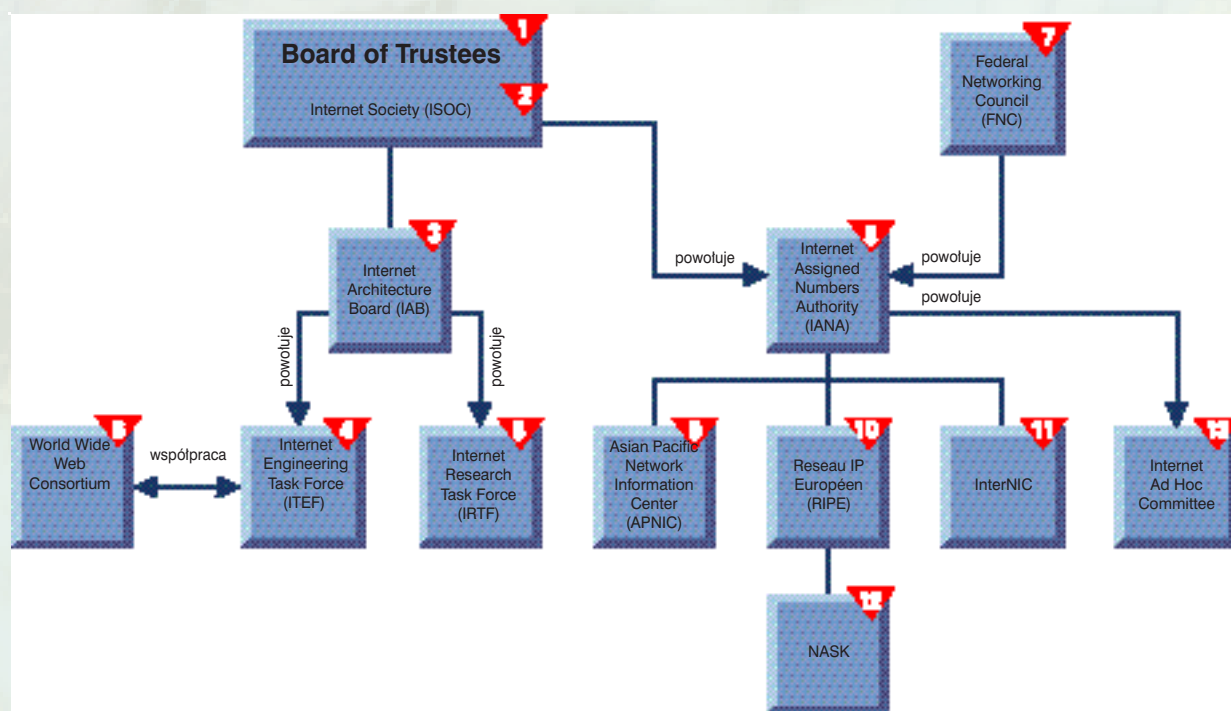 1
Board of Trustees
2
Internet Society (ISOC)
7
Federal
Networking
Council
(FNC)
3
Internet
Architecture
Board (IAB)
powołuje
Internet
Assigned
Numbers
Authority
(IANA)
powołuje
powołuje
powołuje
powołuje
World Wide
Web
Consortium
współpraca
4
Internet
Engineering
Task Force
(ITEF)
Internet
Research
Task Force
(IRTF)
Asian Pacific
Network
Information
Center
(APNIC)
10
Reseau IP
Européen
(RIPE)
11
InterNIC
13
Internet
Ad Hoc
Committee
12
NASK